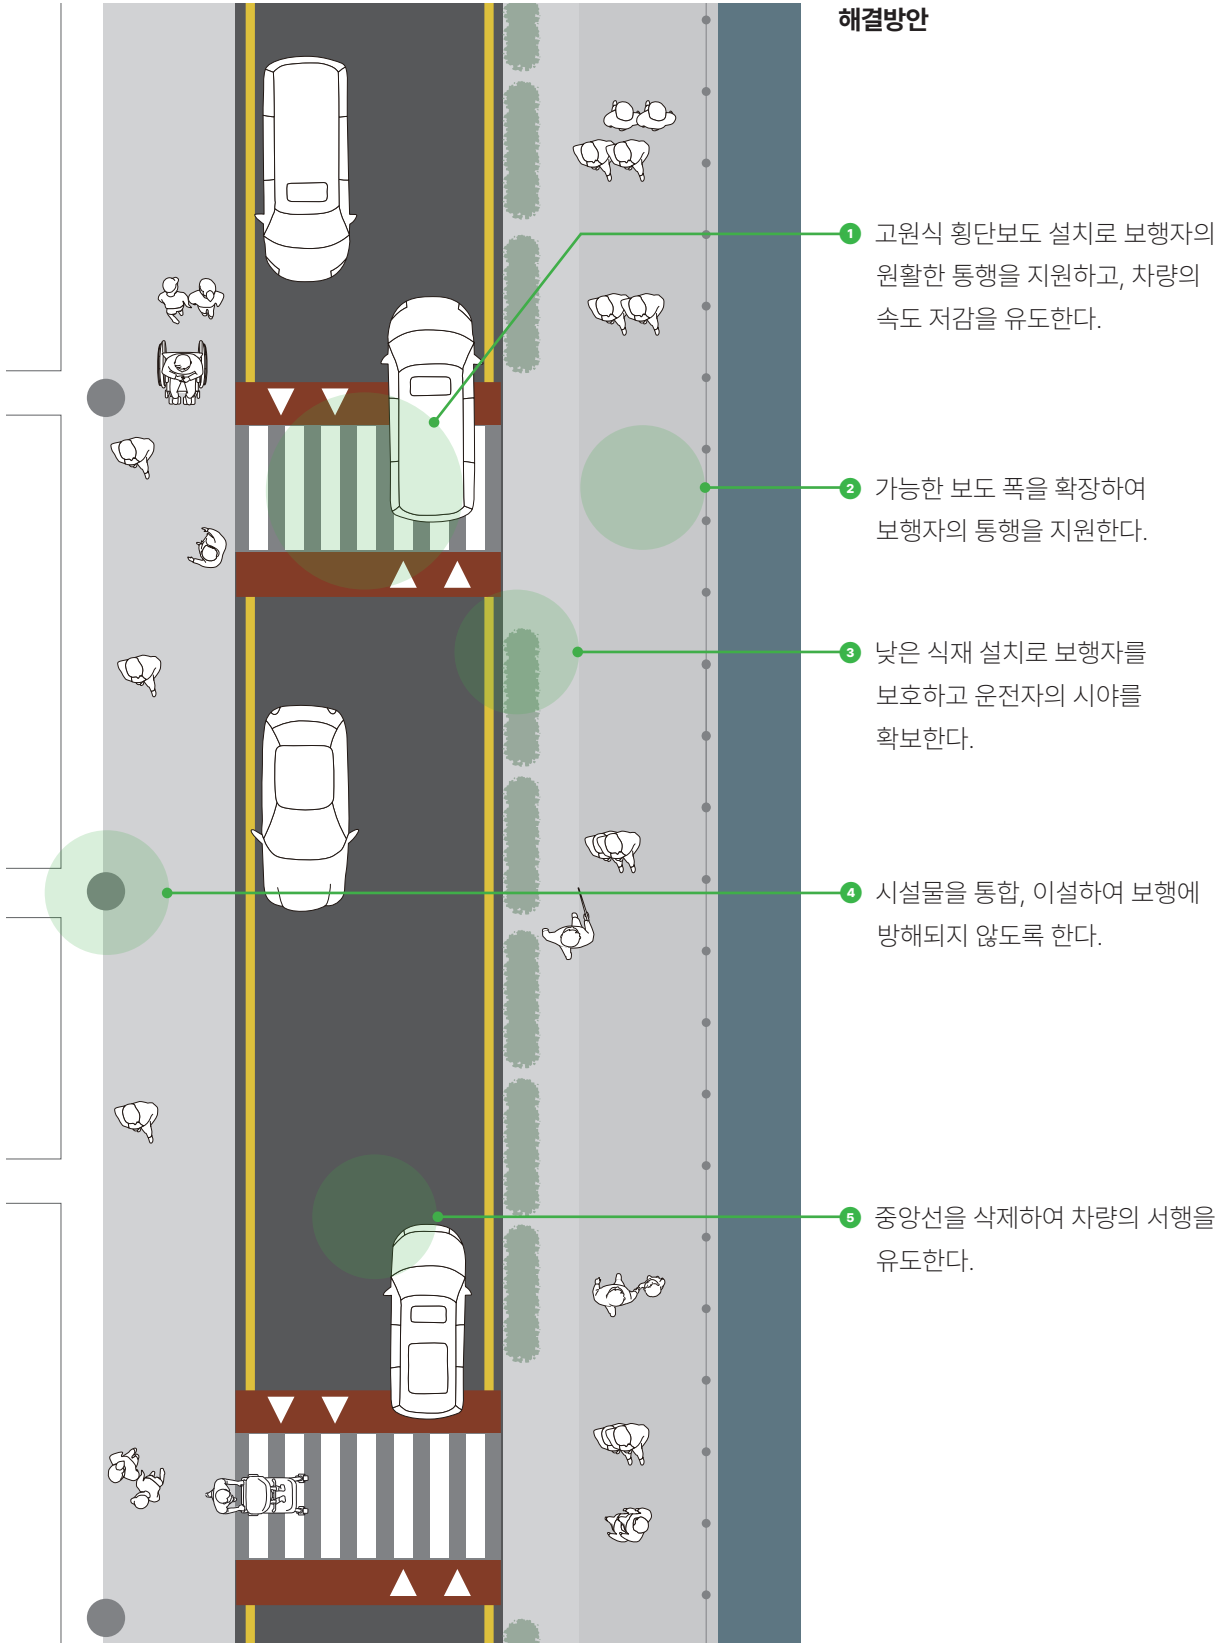 해결방안
1 고원식 횡단보도 설치로 보행자의
원활한 통행을 지원하고, 차량의
속도 저감을 유도한다.
2 가능한 보도 폭을 확장하여
보행자의 통행을 지원한다.
3 낮은 식재 설치로 보행자를
보호하고 운전자의 시야를
확보한다.
4 시설물을 통합, 이설하여 보행에
방해되지 않도록 한다.
5 중앙선을 삭제하여 차량의 서행을
유도한다.